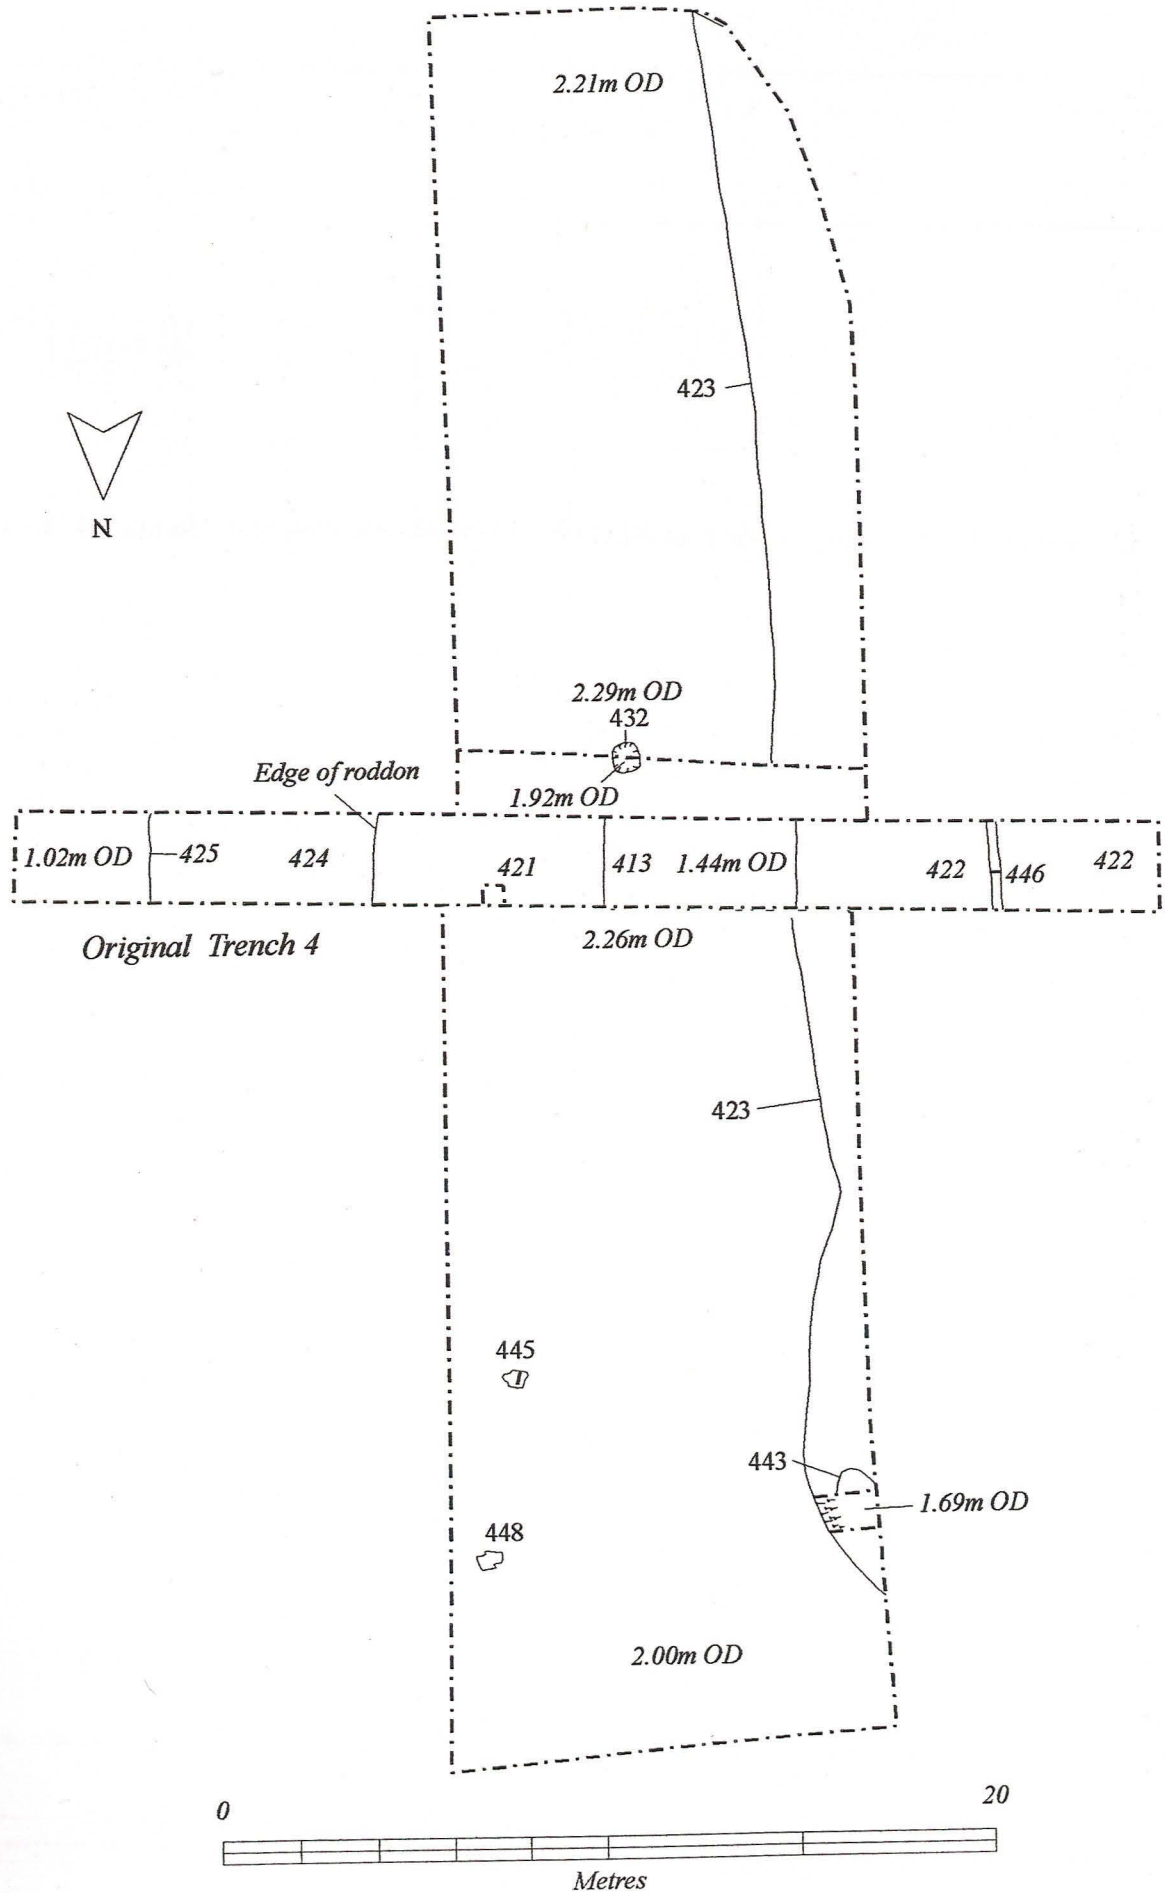 2.21m OD
423
N
2.29m OD
432
Edge of roddon
1.92m OD
1.02m OD
425
424
421
413
1.44m OD
422
446
422
Original Trench 4
2.26m OD
423
445
443
1.69m OD
448
2.00m OD
0
20
Metres